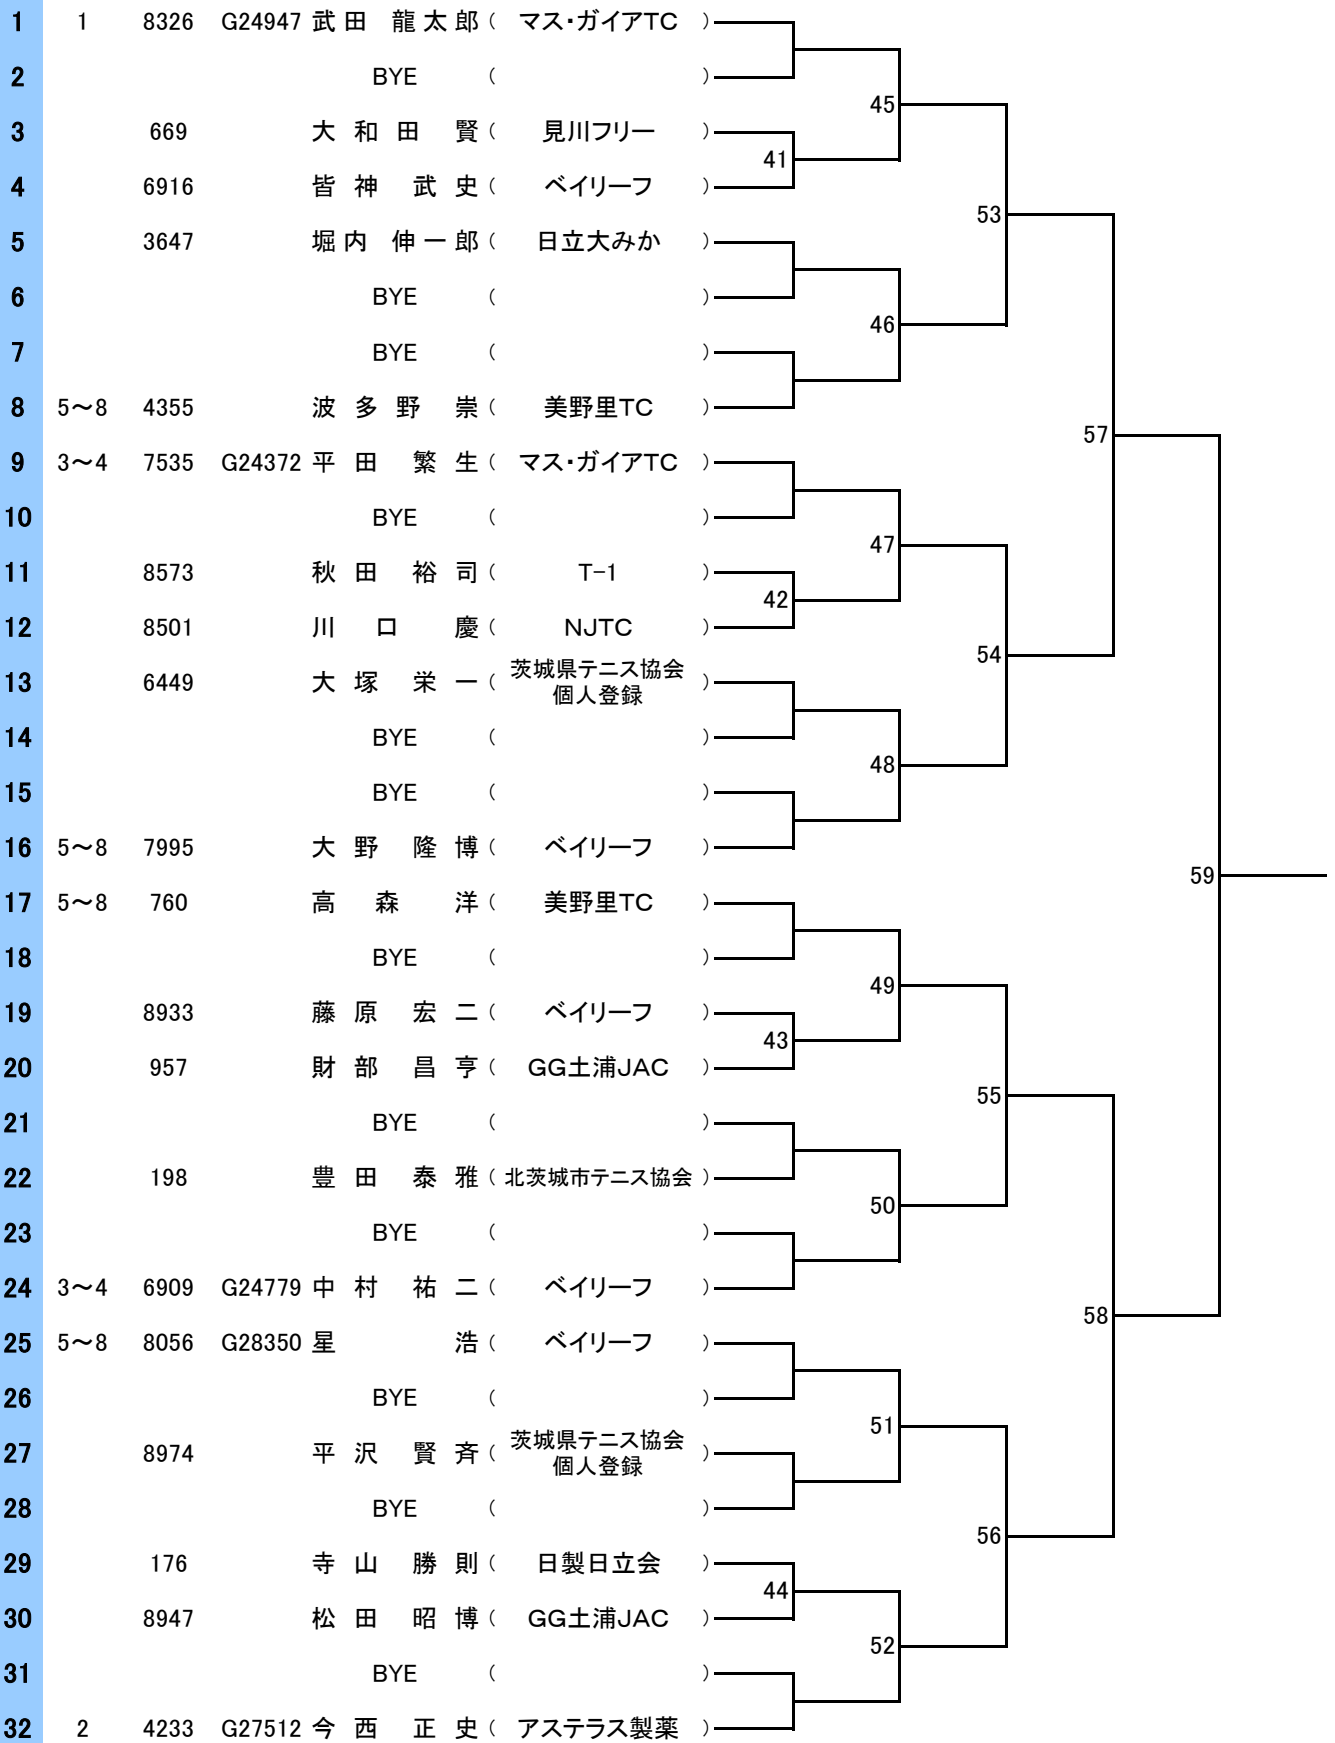 1 1 8326 G24947 武田 龍太郎 ( マス・ガイアTC )
2 BYE ( )
45
3 669 大和田 賢 ( 見川フリー )
41
4 6916 皆神 武史 ( ベイリーフ )
53
5 3647 堀内 伸一郎 ( 日立大みか )
6 BYE ( )
46
7 BYE ( )
8 5～8 4355 波多野 崇 ( 美野里TC )
57
9 3～4 7535 G24372 平田 繁生 ( マス・ガイアTC )
10 BYE ( )
47
11 8573 秋田 裕司 ( T-1 )
42
12 8501 川口 慶 ( NJTC )
54
13 6449 大塚 栄一 ( 茨城県テニス協会
個人登録 )
14 BYE ( )
48
15 BYE ( )
16 5～8 7995 大野 隆博 ( ベイリーフ )
59
17 5～8 760 高森 洋 ( 美野里TC )
18 BYE ( )
49
19 8933 藤原 宏二 ( ベイリーフ )
43
20 957 財部 昌亨 ( GG土浦JAC )
55
21 BYE ( )
22 198 豊田 泰雅 ( 北茨城市テニス協会 )
50
23 BYE ( )
24 3～4 6909 G24779 中村 祐二 ( ベイリーフ )
58
25 5～8 8056 G28350 星 浩 ( ベイリーフ )
26 BYE ( )
51
27 8974 平沢 賢斉 ( 茨城県テニス協会
個人登録 )
28 BYE ( )
56
29 176 寺山 勝則 ( 日製日立会 )
44
30 8947 松田 昭博 ( GG土浦JAC )
52
31 BYE ( )
32 2 4233 G27512 今西 正史 ( アステラス製薬 )